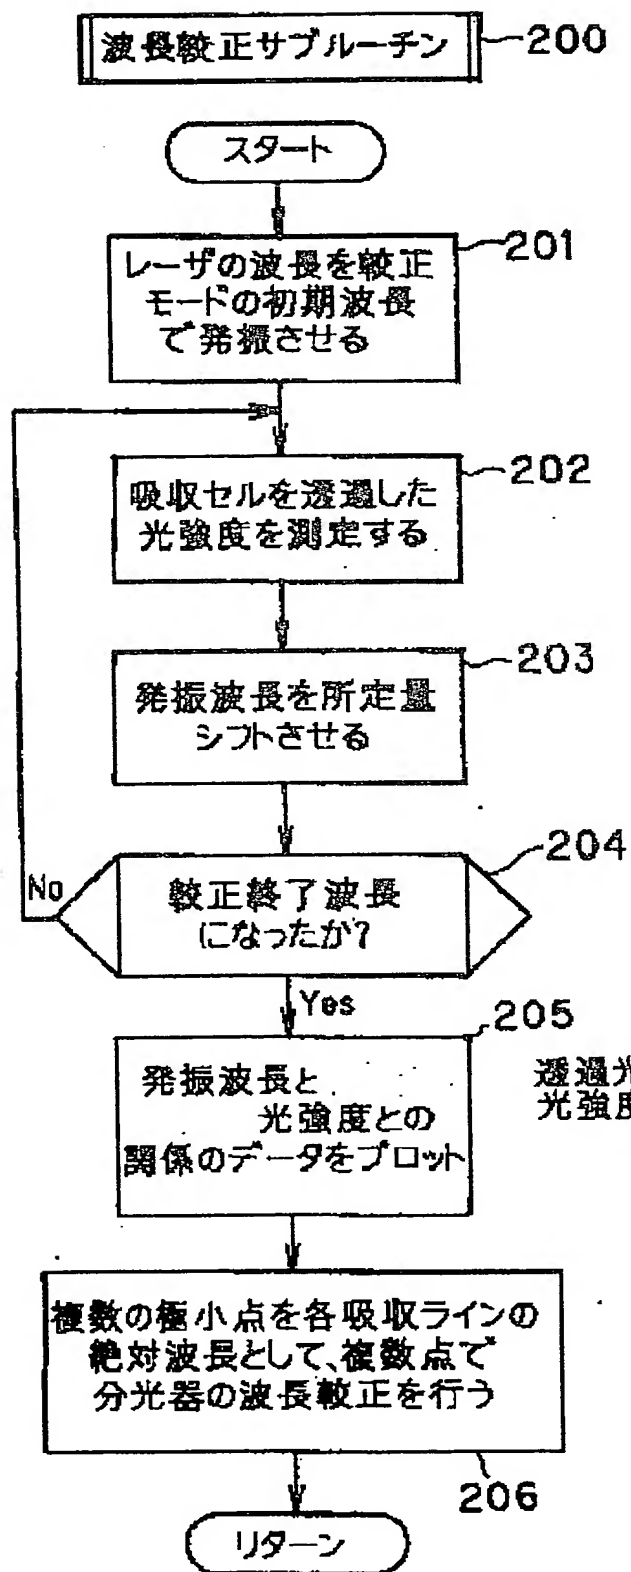 波長較正サブルーチン
200
スタート
201
レーザの波長を較正
モードの初期波長
で発振させる
202
吸収セルを透過した
光強度を測定する
203
発振波長を所定量
シフトさせる
204
No
較正終了波長
になったか?
Yes
205
発振波長と
光強度との
関係のデータをプロット
透過光
光強度
複数の極小点を各吸収ラインの
絶対波長として、複数点で
分光器の波長較正を行う
206
リターン